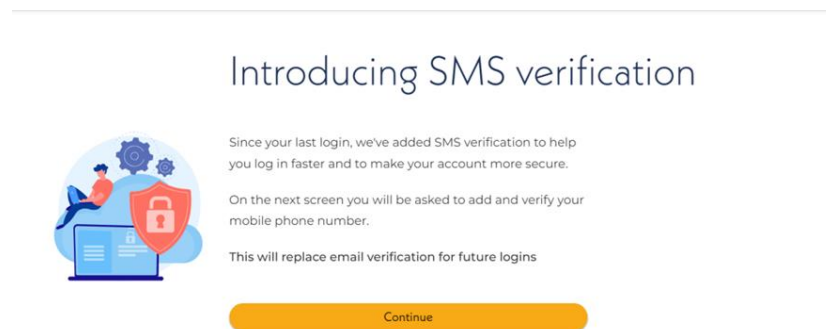 Introducing SMS verification
Since your last login, we've added SMS verification to help
you log in faster and to make your account more secure.
On the next screen you will be asked to add and verify your
mobile phone number.
This will replace email verification for future logins
Continue